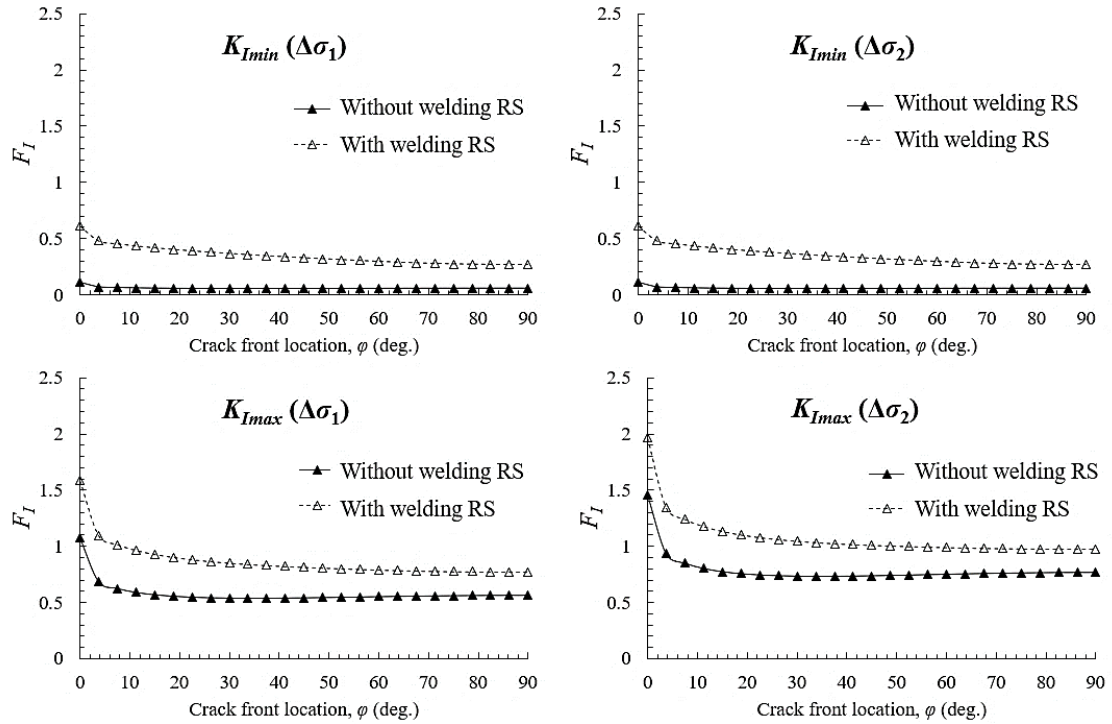 K_Imin (Δσ₁)
Without welding RS
With welding RS
F_I
2.5
2
1.5
1
0.5
0
0 10 20 30 40 50 60 70 80 90
Crack front location, φ (deg.)
K_Imin (Δσ₂)
Without welding RS
With welding RS
F_I
2.5
2
1.5
1
0.5
0
0 10 20 30 40 50 60 70 80 90
Crack front location, φ (deg.)
K_Imax (Δσ₁)
Without welding RS
With welding RS
F_I
2.5
2
1.5
1
0.5
0
0 10 20 30 40 50 60 70 80 90
Crack front location, φ (deg.)
K_Imax (Δσ₂)
Without welding RS
With welding RS
F_I
2.5
2
1.5
1
0.5
0
0 10 20 30 40 50 60 70 80 90
Crack front location, φ (deg.)